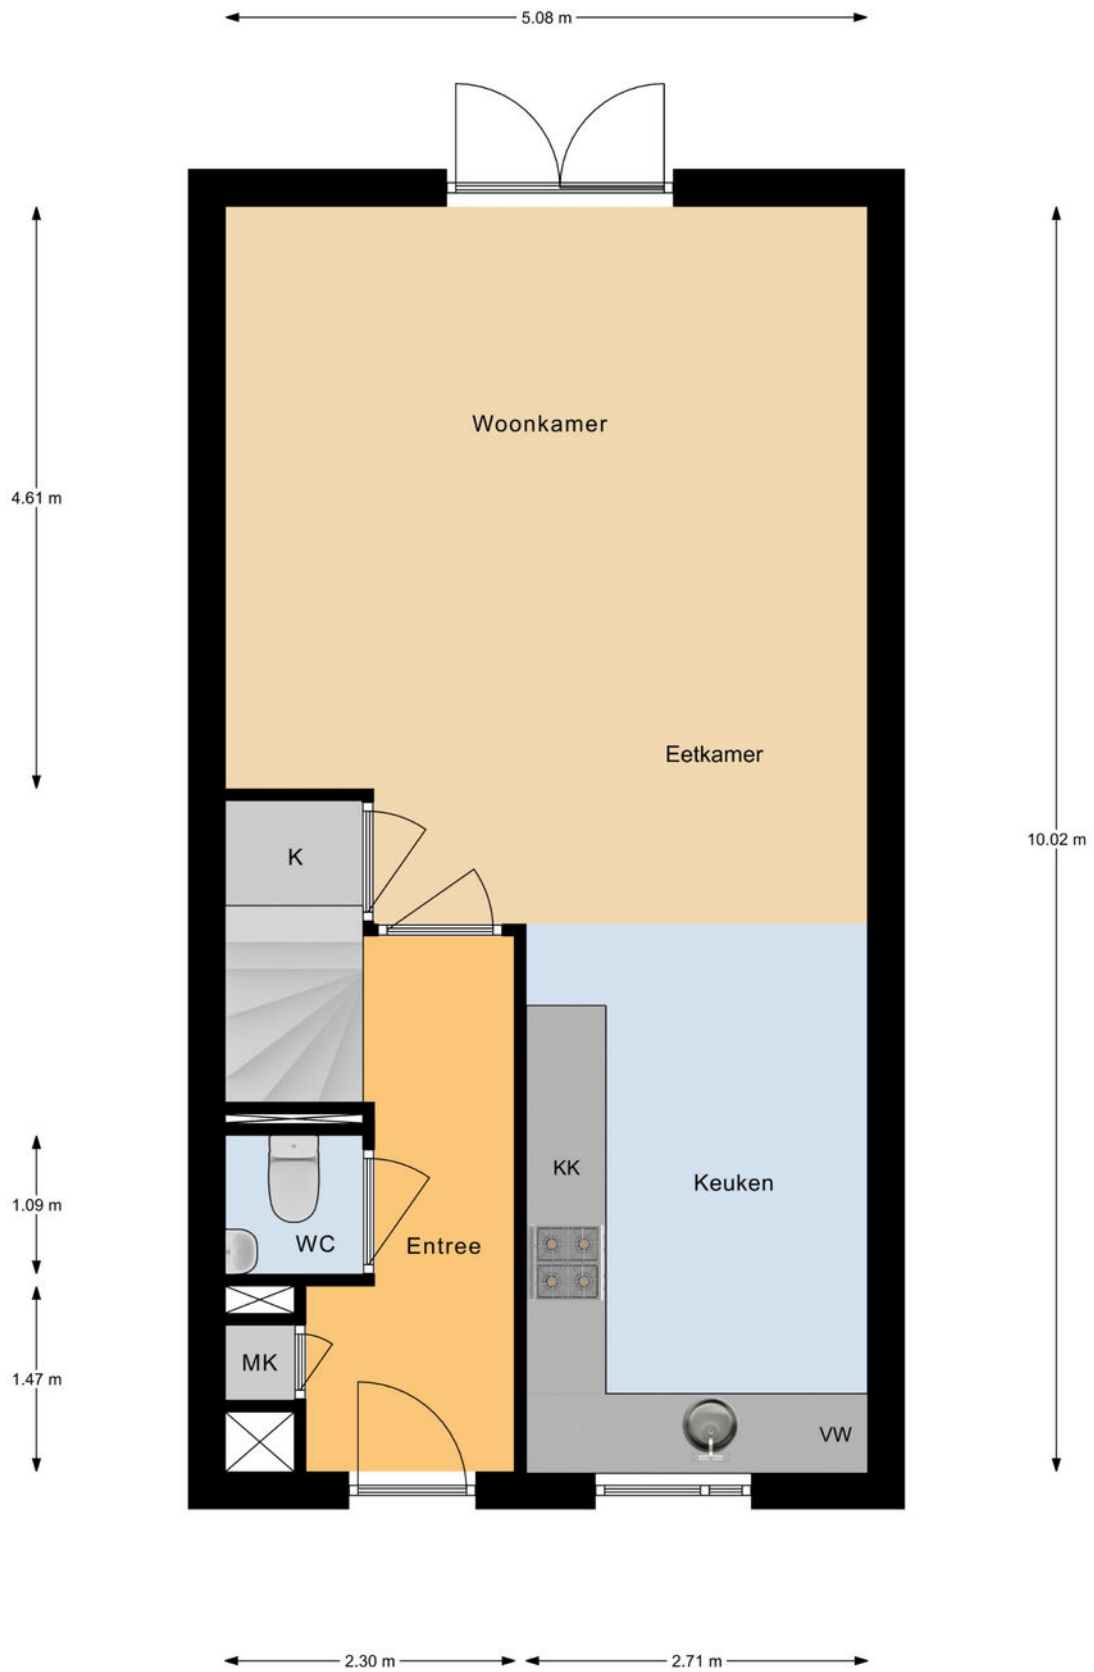 5.08 m
Woonkamer
4.61 m
Eetkamer
10.02 m
K
KK
Keuken
1.09 m
WC
Entree
MK
1.47 m
VW
2.30 m
2.71 m